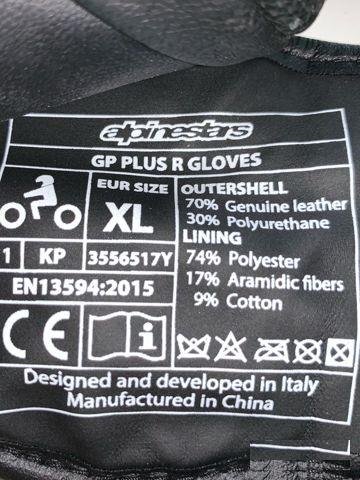 alpinestars
GP PLUS R GLOVES
EUR SIZE
XL
1 KP 3556517Y
EN13594:2015
OUTERSHELL
70% Genuine leather
30% Polyurethane
LINING
74% Polyester
17% Aramidic fibers
9% Cotton
CE
i
Designed and developed in Italy
Manufactured in China